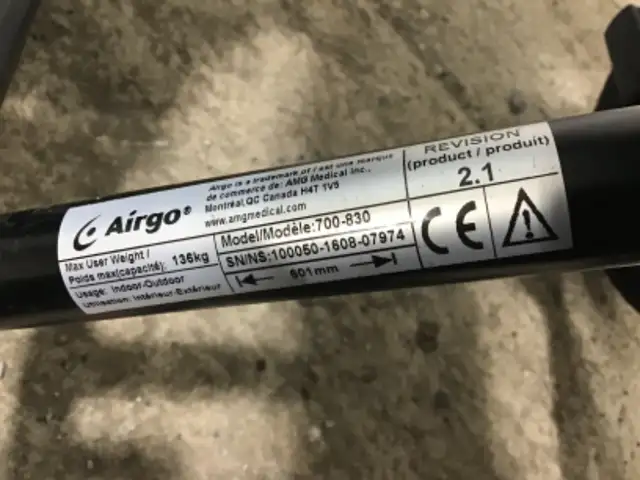 Airgo®
Airgo is a trademark of / est une marque
de commerce de: AMG Medical Inc.,
Montréal,QC Canada H4T 1V5
www.amgmedical.com
REVISION
(product / produit)
2.1
Max User Weight /
Poids max(capacité): 136kg
Usage: Indoor-Outdoor
Utilisation: Intérieur-Extérieur
Model/Modèle:700-830
SN/NS:100050-1608-07974
601mm
CE